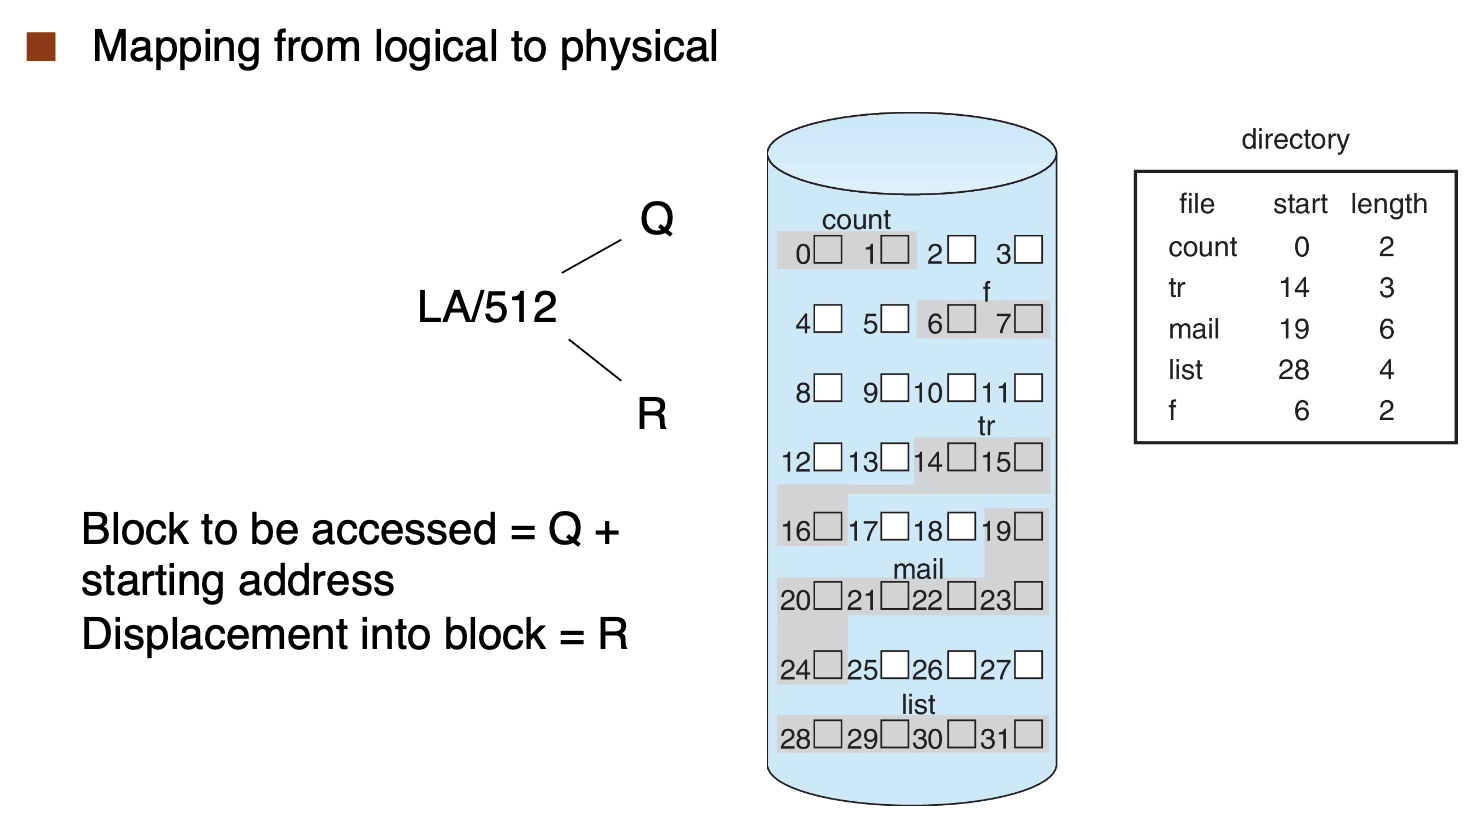 Mapping from logical to physical
Q
LA/512
R
Block to be accessed = Q +
starting address
Displacement into block = R
count
0 1 2 3
f
4 5 6 7
8 9 10 11
tr
12 13 14 15
16 17 18 19
mail
20 21 22 23
24 25 26 27
list
28 29 30 31
directory
file start length
count 0 2
tr 14 3
mail 19 6
list 28 4
f 6 2